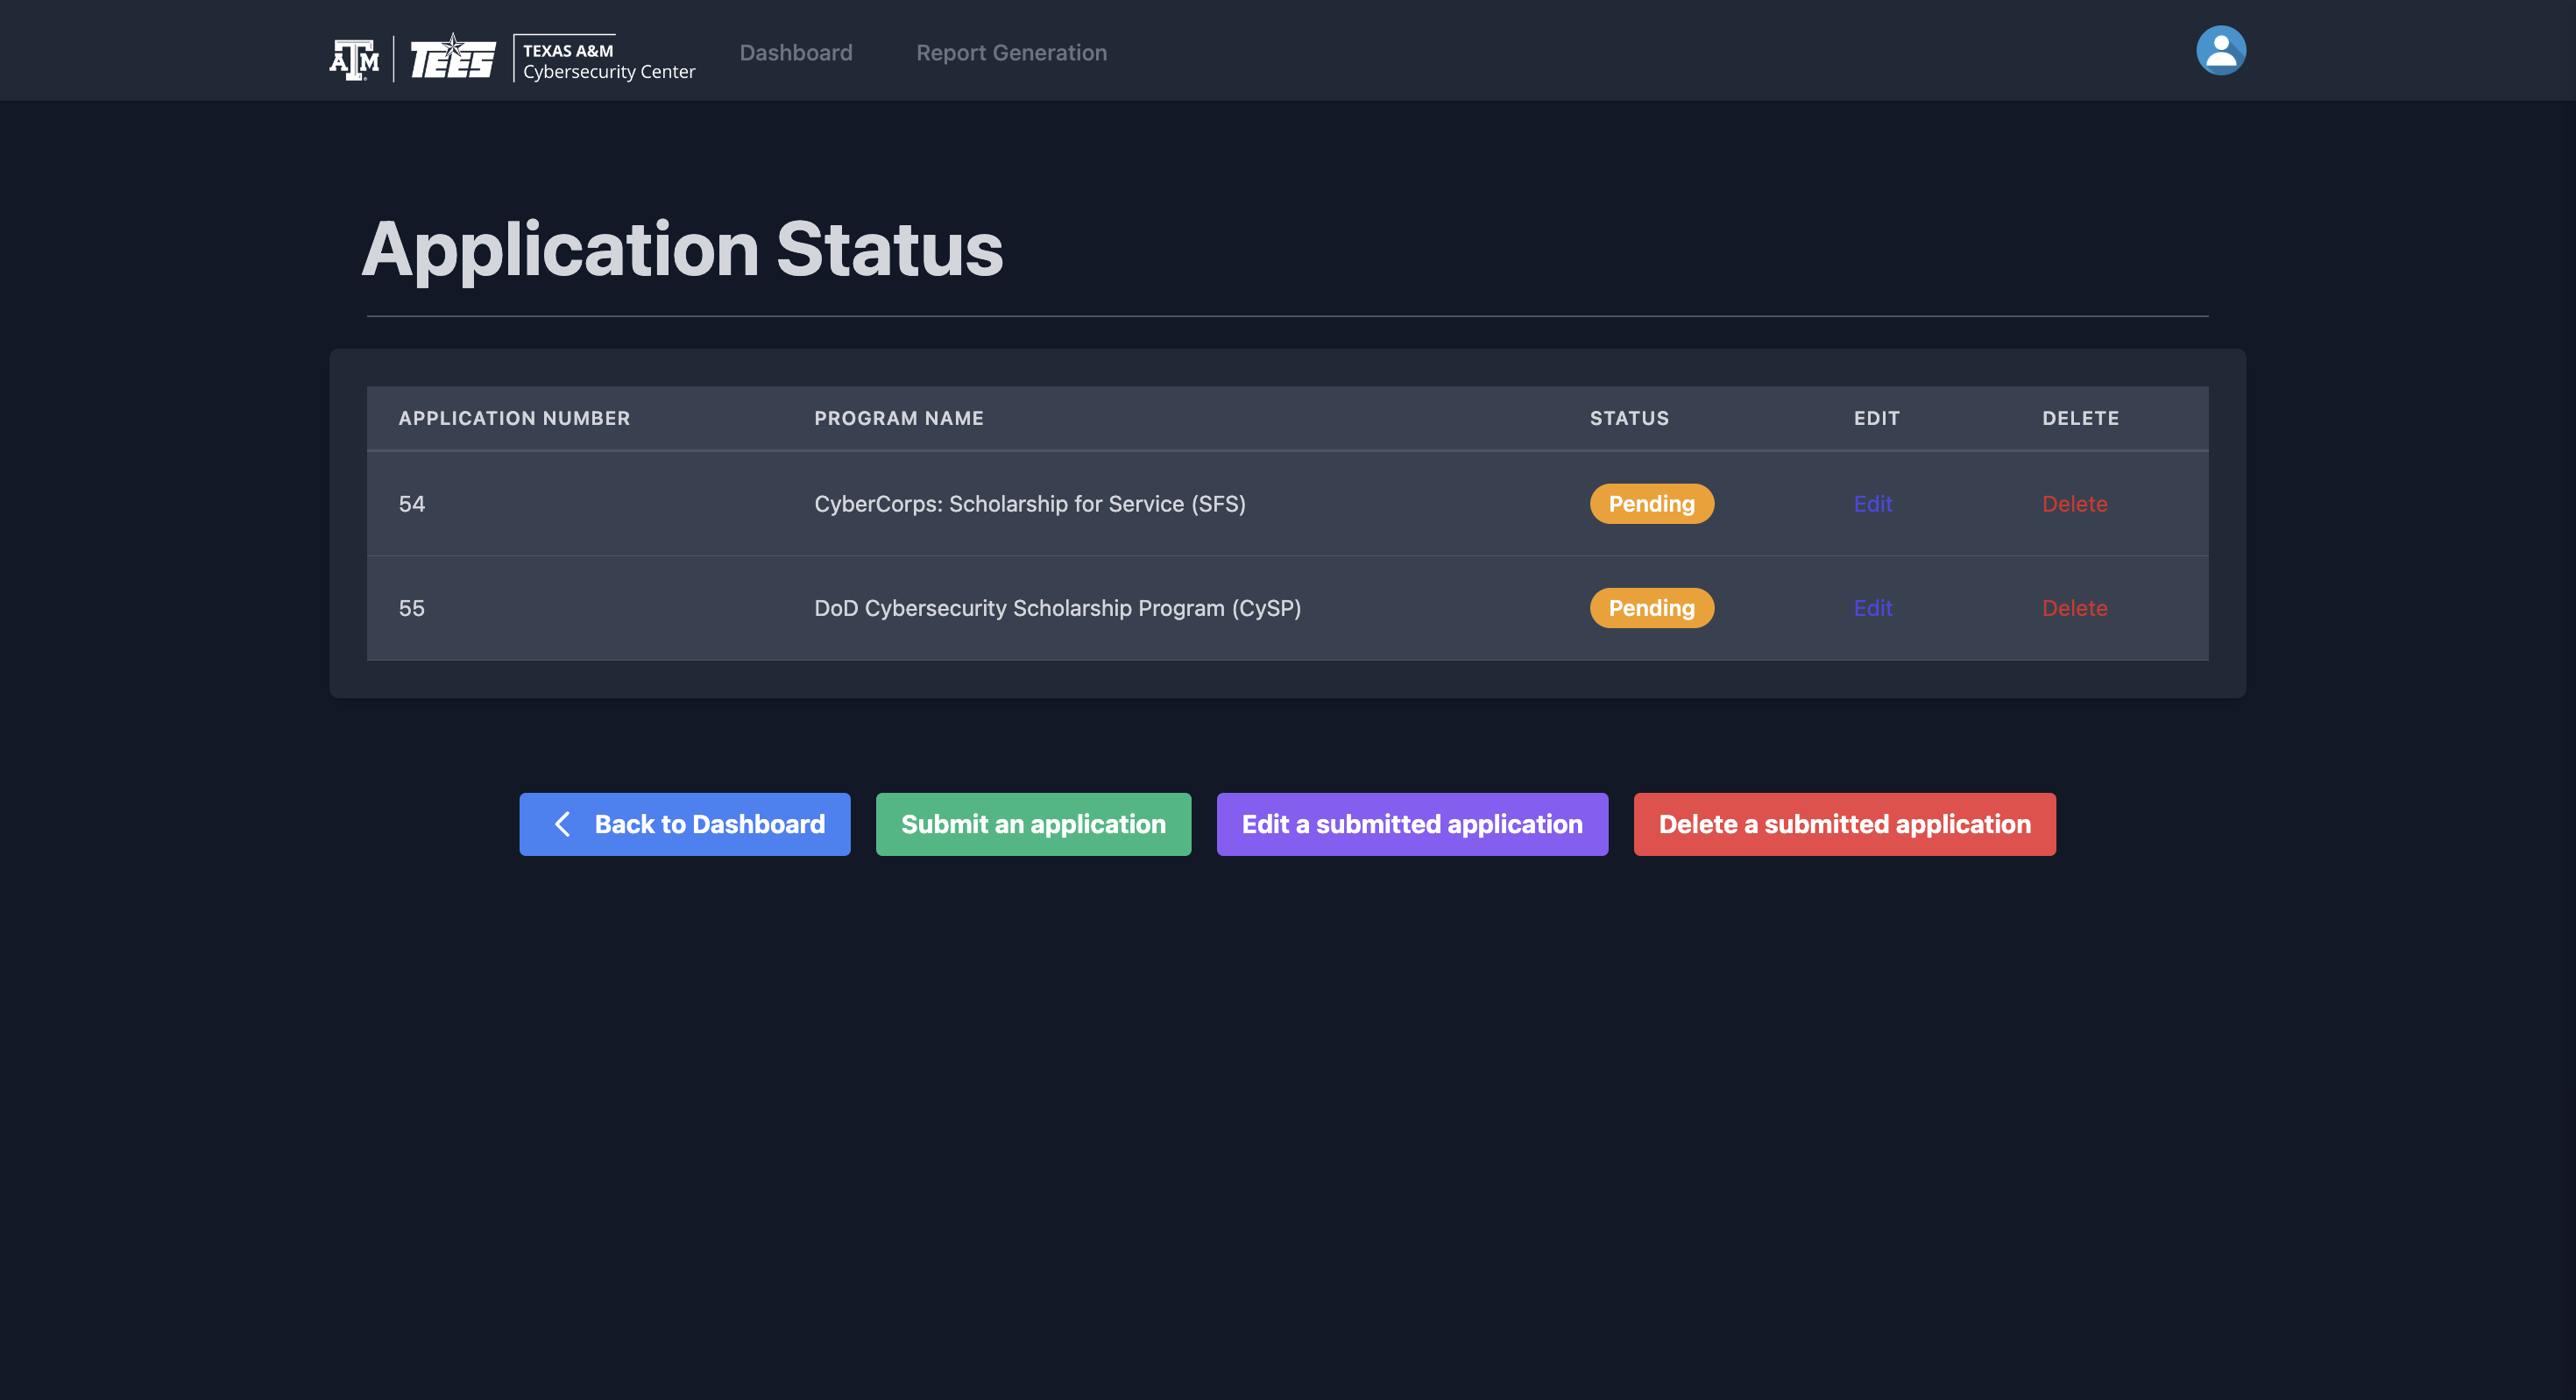 ATM TEES TEXAS A&M
Cybersecurity Center
Dashboard Report Generation
Application Status
APPLICATION NUMBER PROGRAM NAME STATUS EDIT DELETE
54 CyberCorps: Scholarship for Service (SFS) Pending Edit Delete
55 DoD Cybersecurity Scholarship Program (CySP) Pending Edit Delete
Back to Dashboard Submit an application Edit a submitted application Delete a submitted application